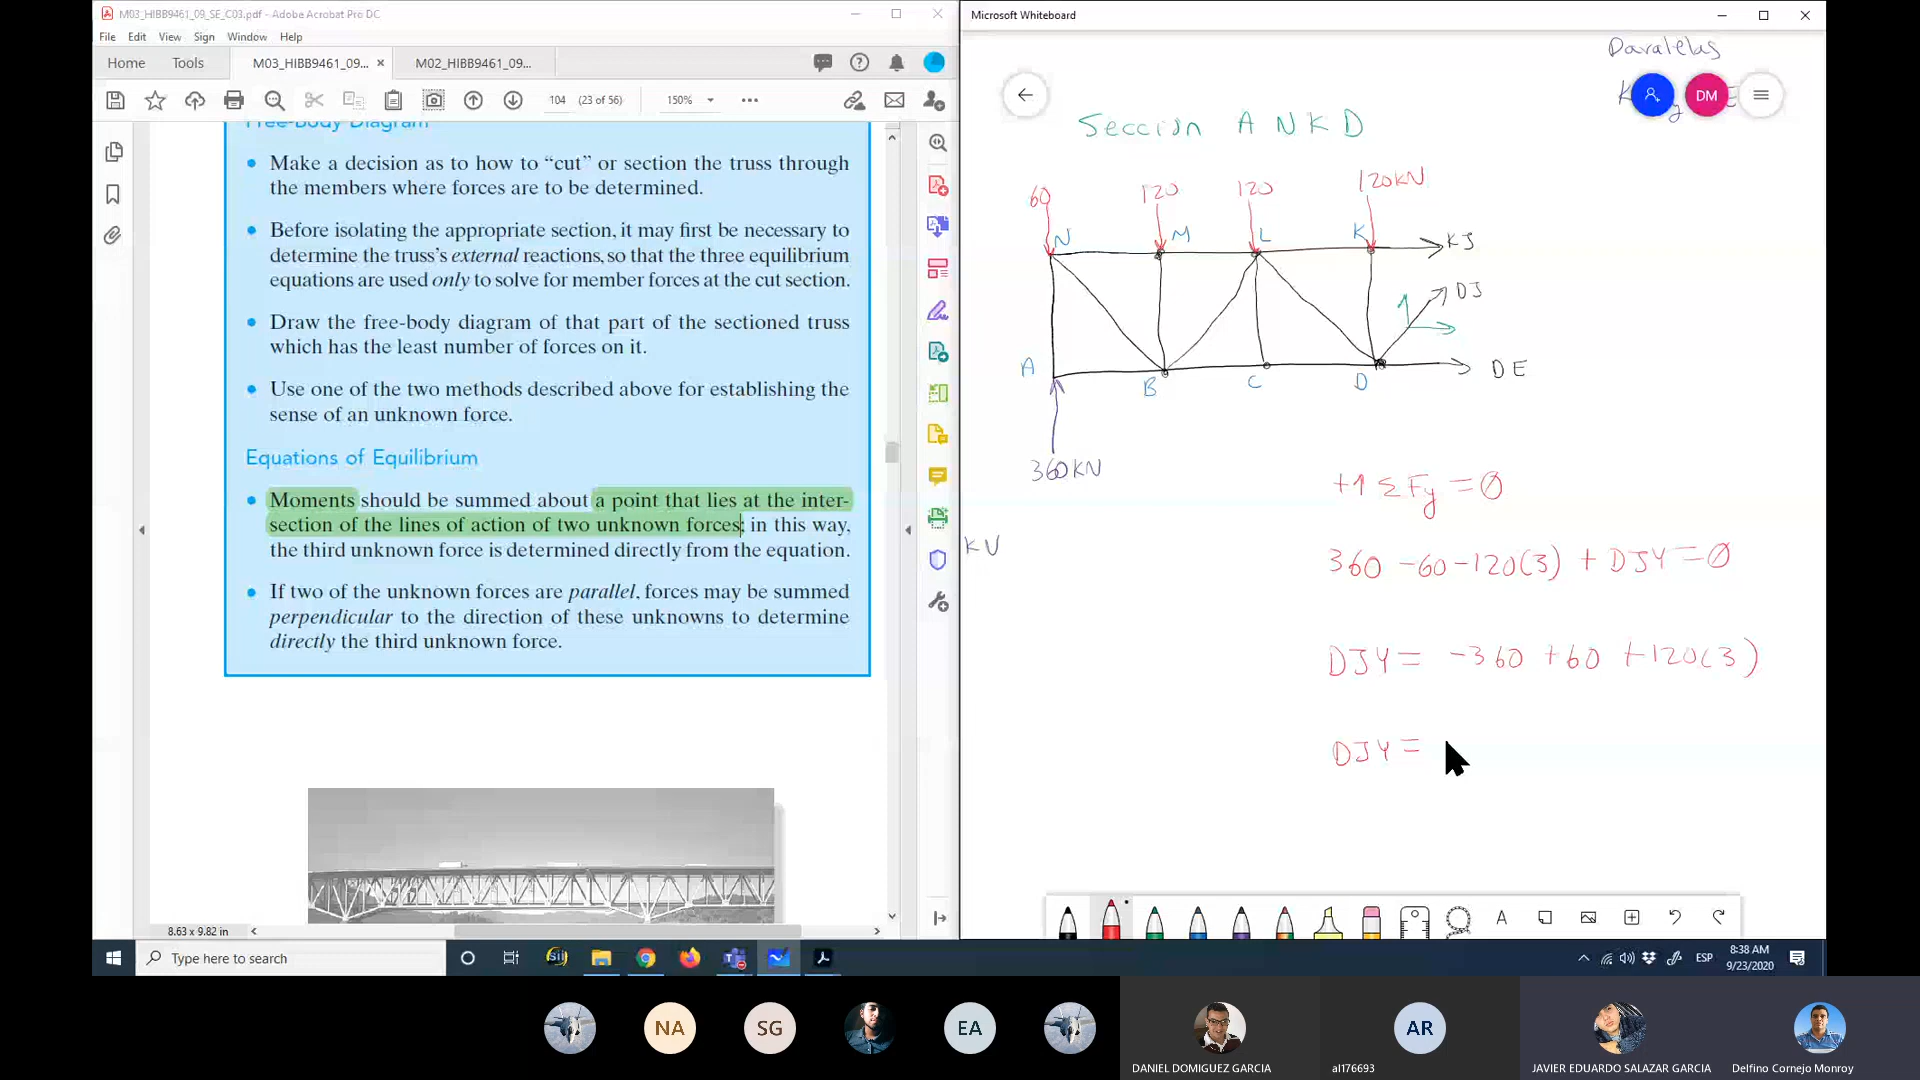 M03_HIBB9461_09_SE_C03.pdf - Adobe Acrobat Pro DC
File Edit View Sign Window Help
Home Tools M03_HIBB9461_09... × M02_HIBB9461_09...
104 (23 of 56) 150%
Free-Body Diagram
• Make a decision as to how to “cut” or section the truss through
the members where forces are to be determined.
• Before isolating the appropriate section, it may first be necessary to
determine the truss’s external reactions, so that the three equilibrium
equations are used only to solve for member forces at the cut section.
• Draw the free-body diagram of that part of the sectioned truss
which has the least number of forces on it.
• Use one of the two methods described above for establishing the
sense of an unknown force.
Equations of Equilibrium
• Moments should be summed about a point that lies at the inter-
section of the lines of action of two unknown forces; in this way,
the third unknown force is determined directly from the equation.
• If two of the unknown forces are parallel, forces may be summed
perpendicular to the direction of these unknowns to determine
directly the third unknown force.
8.63 x 9.82 in
Microsoft Whiteboard
Paralelas
DM
Sección A N K D
60 120 120 120KN
N M L K KJ
DJ
A B C D DE
360KN
+↑ ΣFy = 0
KN
360 -60 -120(3) + DJY = 0
DJY = -360 +60 +120(3)
DJY =
Type here to search
ESP
8:38 AM
9/23/2020
NA SG EA AR
DANIEL DOMIGUEZ GARCIA al176693 JAVIER EDUARDO SALAZAR GARCIA Delfino Cornejo Monroy